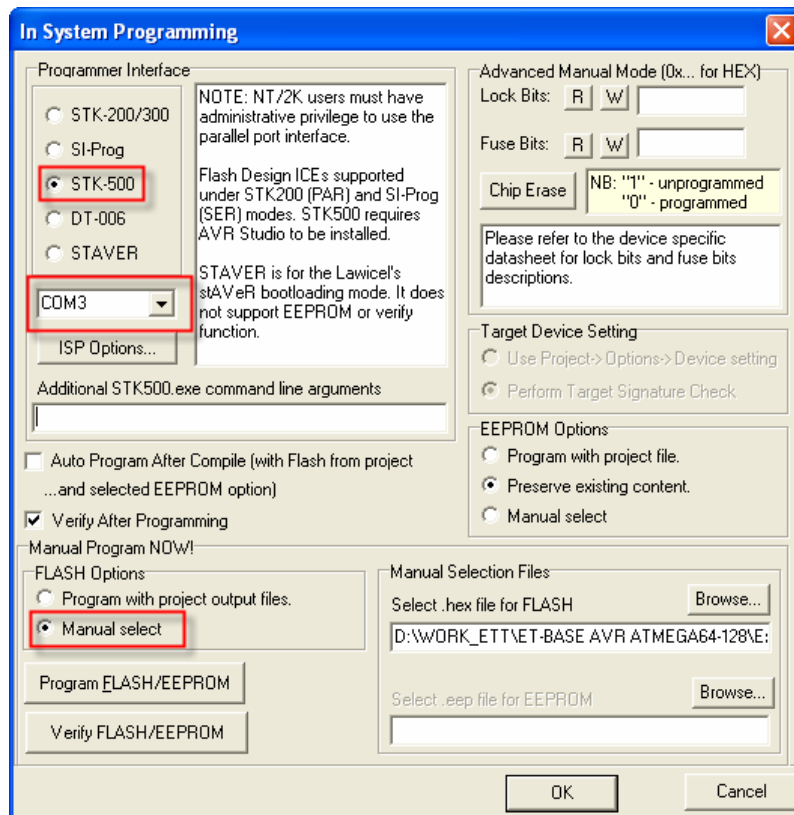 In System Programming
Programmer Interface
STK-200/300
SI-Prog
STK-500
DT-006
STAVER
COM3
ISP Options...
NOTE: NT/2K users must have
administrative privilege to use the
parallel port interface.
Flash Design ICEs supported
under STK200 (PAR) and SI-Prog
(SER) modes. STK500 requires
AVR Studio to be installed.
STAVER is for the Lawicel's
stAVeR bootloading mode. It does
not support EEPROM or verify
function.
Additional STK500.exe command line arguments
Auto Program After Compile (with Flash from project
...and selected EEPROM option)
Verify After Programming
Advanced Manual Mode (0x... for HEX)
Lock Bits: R W
Fuse Bits: R W
Chip Erase
NB: "1" - unprogrammed
"0" - programmed
Please refer to the device specific
datasheet for lock bits and fuse bits
descriptions.
Target Device Setting
Use Project->Options->Device setting
Perform Target Signature Check
EEPROM Options
Program with project file.
Preserve existing content.
Manual select
Manual Program NOW!
FLASH Options
Program with project output files.
Manual select
Program FLASH/EEPROM
Verify FLASH/EEPROM
Manual Selection Files
Select .hex file for FLASH
Browse...
D:\WORK_ETT\ET-BASE AVR ATMEGA64-128\E:
Select .eep file for EEPROM
Browse...
OK
Cancel